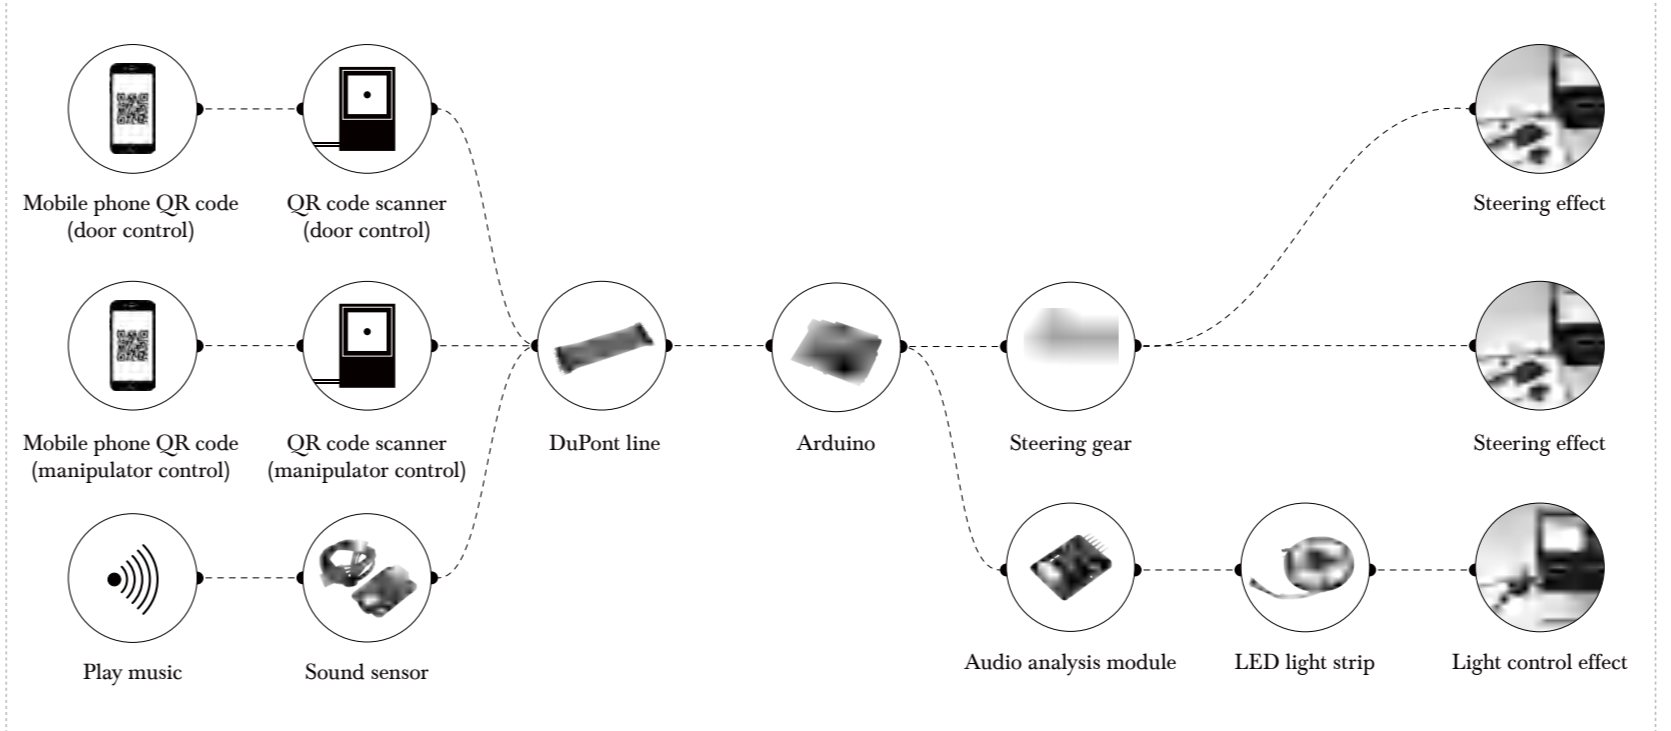 Mobile phone QR code
(door control)
QR code scanner
(door control)
Steering effect
Mobile phone QR code
(manipulator control)
QR code scanner
(manipulator control)
DuPont line
Arduino
Steering gear
Steering effect
Play music
Sound sensor
Audio analysis module
LED light strip
Light control effect